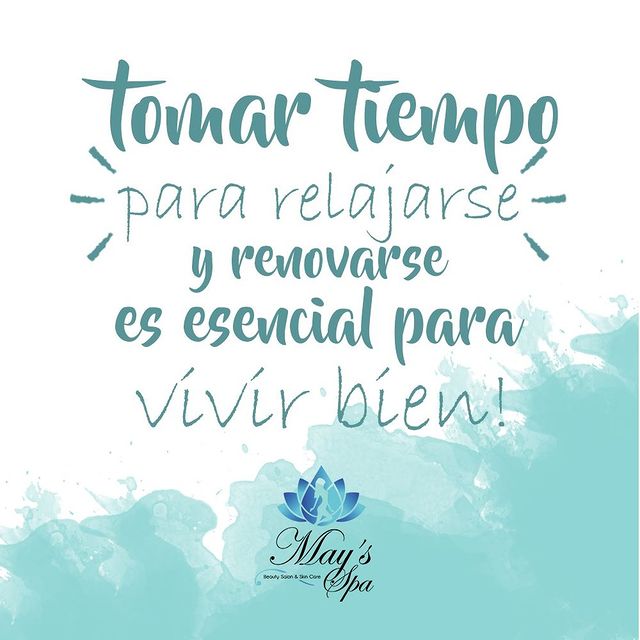 tomar tiempo
para relajarse
y renovarse
es esencial para
vivir bien!
May's
Beauty Salon & Skin Care
Spa